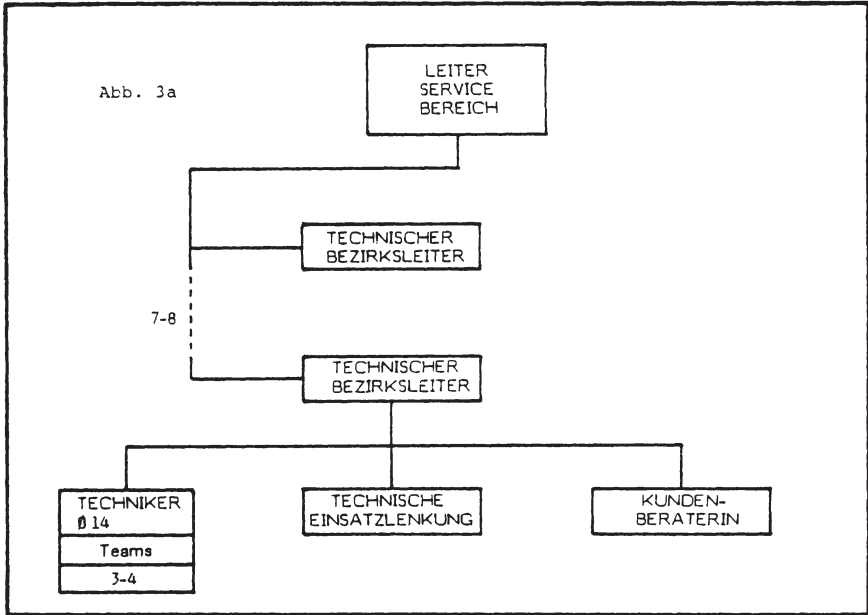 Abb. 3a
LEITER
SERVICE
BEREICH
TECHNISCHER
BEZIRKSLEITER
7-8
TECHNISCHER
BEZIRKSLEITER
TECHNIKER
Ø 14
Teams
3-4
TECHNISCHE
EINSATZLENKUNG
KUNDEN-
BERATERIN